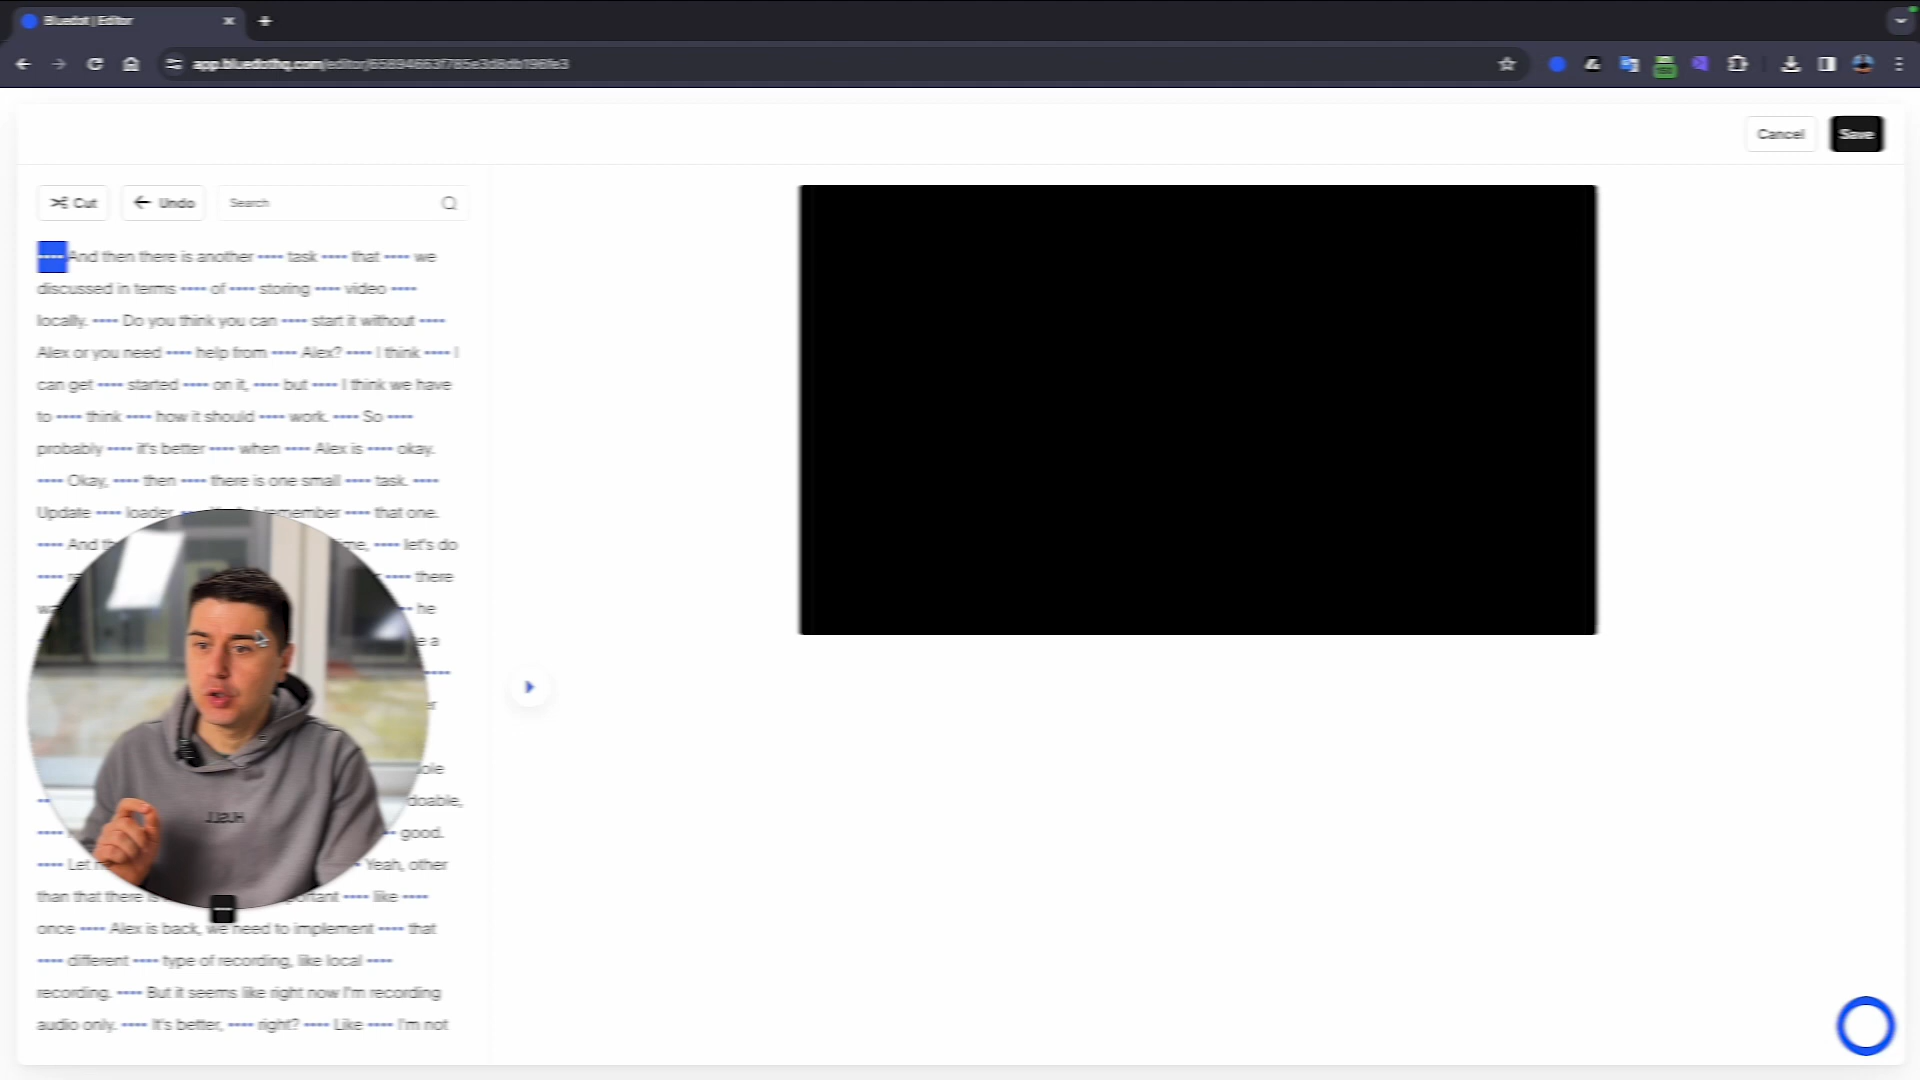 Bluedot | Editor
app.bluedothq.com/editor/65894663f785e3d8db196fe3
Cancel Save
Cut Undo Search
---- And then there is another ---- task ---- that ---- we
discussed in terms ---- of ---- storing ---- video ----
locally. ---- Do you think you can ---- start it without ----
Alex or you need ---- help from ---- Alex? ---- I think ---- I
can get ---- started ---- on it, ---- but ---- I think we have
to ---- think ---- how it should ---- work. ---- So ----
probably ---- it's better ---- when ---- Alex is ---- okay.
---- Okay, ---- then ---- there is one small ---- task. ----
Update ---- loader. remember ---- that one.
---- And ---- let's do
---- there
he
a
----
doable,
---- good.
---- Let Yeah, other
than that there ---- like ----
once ---- Alex is back, we need to implement ---- that
---- different ---- type of recording, like local ----
recording. ---- But it seems like right now I'm recording
audio only. ---- It's better, ---- right? ---- Like ---- I'm not